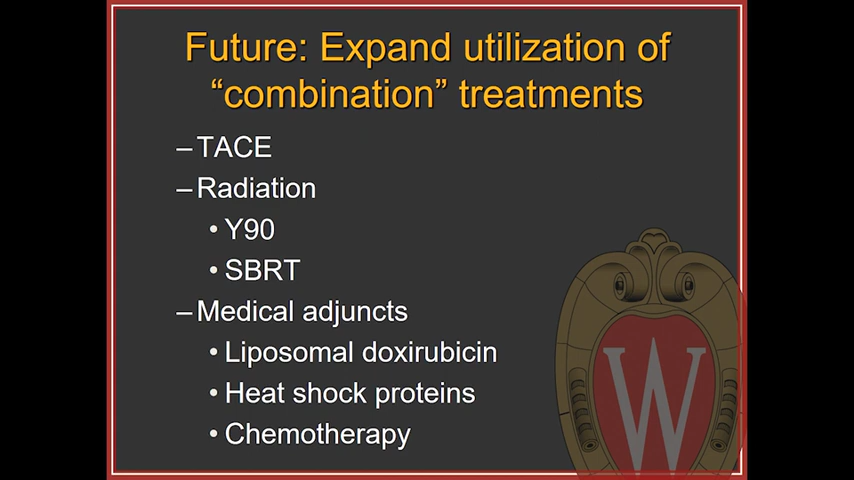 Future: Expand utilization of
“combination” treatments
–TACE
–Radiation
•Y90
•SBRT
–Medical adjuncts
•Liposomal doxirubicin
•Heat shock proteins
•Chemotherapy
W